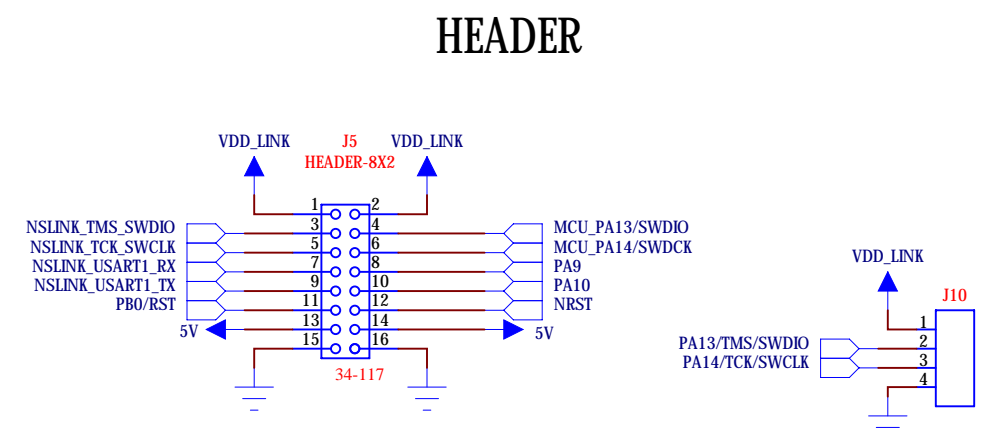 HEADER
VDD_LINK
J5
VDD_LINK
HEADER-8X2
1
2
NSLINK_TMS_SWDIO
3
4
MCU_PA13/SWDIO
NSLINK_TCK_SWCLK
5
6
MCU_PA14/SWDCK
NSLINK_USART1_RX
7
8
PA9
NSLINK_USART1_TX
9
10
PA10
PB0/RST
11
12
NRST
5V
13
14
5V
15
16
34-117
VDD_LINK
J10
1
PA13/TMS/SWDIO
2
PA14/TCK/SWCLK
3
4